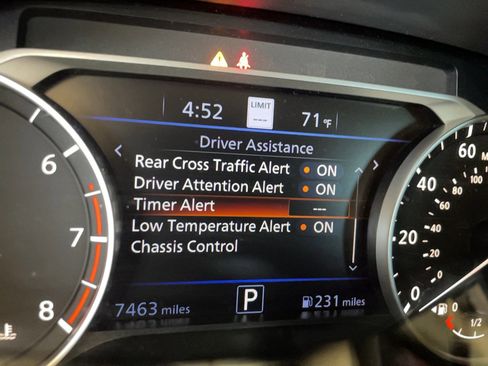 4:52
LIMIT
---
71°F
Driver Assistance
Rear Cross Traffic Alert ON
Driver Attention Alert ON
Timer Alert ---
Low Temperature Alert ON
Chassis Control
7463 miles
P
231 miles
6
7
8
60
40
20
0
100
80
60
40
20
0
0
1/2